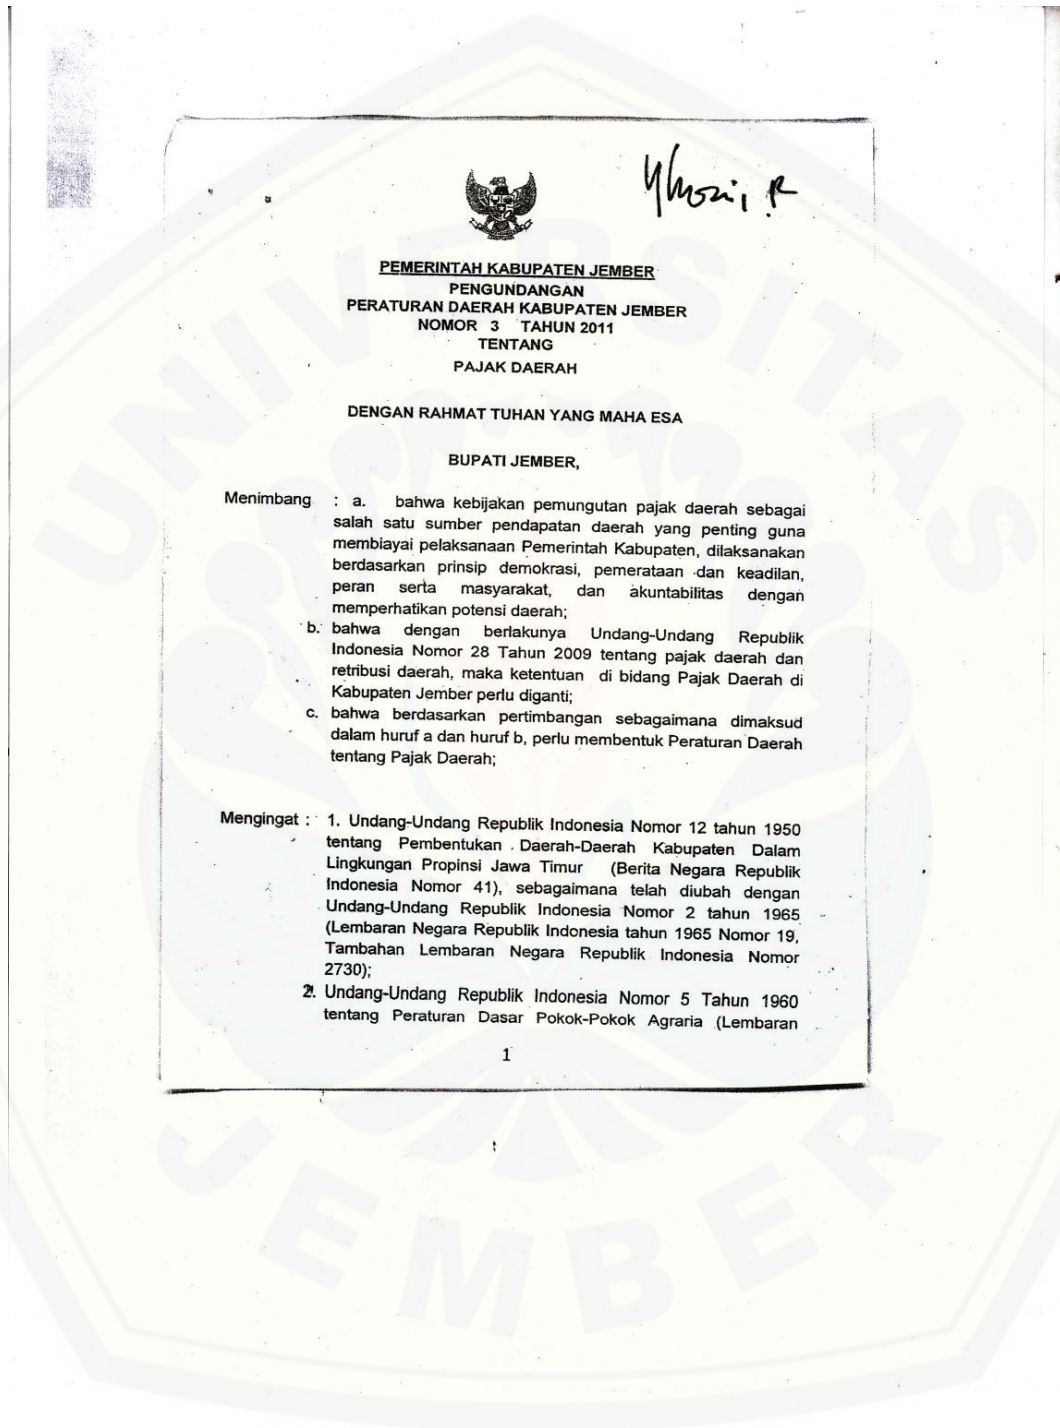 PEMERINTAH KABUPATEN JEMBER
PENGUNDANGAN
PERATURAN DAERAH KABUPATEN JEMBER
NOMOR 3 TAHUN 2011
TENTANG
PAJAK DAERAH
DENGAN RAHMAT TUHAN YANG MAHA ESA
BUPATI JEMBER,
Menimbang : a. bahwa kebijakan pemungutan pajak daerah sebagai
salah satu sumber pendapatan daerah yang penting guna
membiayai pelaksanaan Pemerintah Kabupaten, dilaksanakan
berdasarkan prinsip demokrasi, pemerataan dan keadilan,
peran serta masyarakat, dan akuntabilitas dengan
memperhatikan potensi daerah;
b. bahwa dengan berlakunya Undang-Undang Republik
Indonesia Nomor 28 Tahun 2009 tentang pajak daerah dan
retribusi daerah, maka ketentuan di bidang Pajak Daerah di
Kabupaten Jember perlu diganti;
c. bahwa berdasarkan pertimbangan sebagaimana dimaksud
dalam huruf a dan huruf b, perlu membentuk Peraturan Daerah
tentang Pajak Daerah;
Mengingat : 1. Undang-Undang Republik Indonesia Nomor 12 tahun 1950
tentang Pembentukan Daerah-Daerah Kabupaten Dalam
Lingkungan Propinsi Jawa Timur (Berita Negara Republik
Indonesia Nomor 41), sebagaimana telah diubah dengan
Undang-Undang Republik Indonesia Nomor 2 tahun 1965
(Lembaran Negara Republik Indonesia tahun 1965 Nomor 19,
Tambahan Lembaran Negara Republik Indonesia Nomor
2730);
2. Undang-Undang Republik Indonesia Nomor 5 Tahun 1960
tentang Peraturan Dasar Pokok-Pokok Agraria (Lembaran
1
UNIVERSITAS
JEMBER